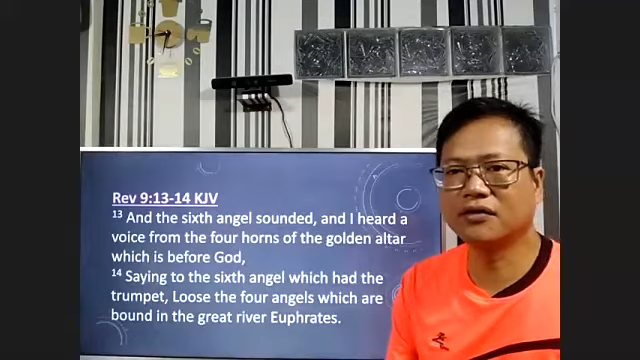 Rev 9:13-14 KJV
13 And the sixth angel sounded, and I heard a
voice from the four horns of the golden altar
which is before God,
14 Saying to the sixth angel which had the
trumpet, Loose the four angels which are
bound in the great river Euphrates.